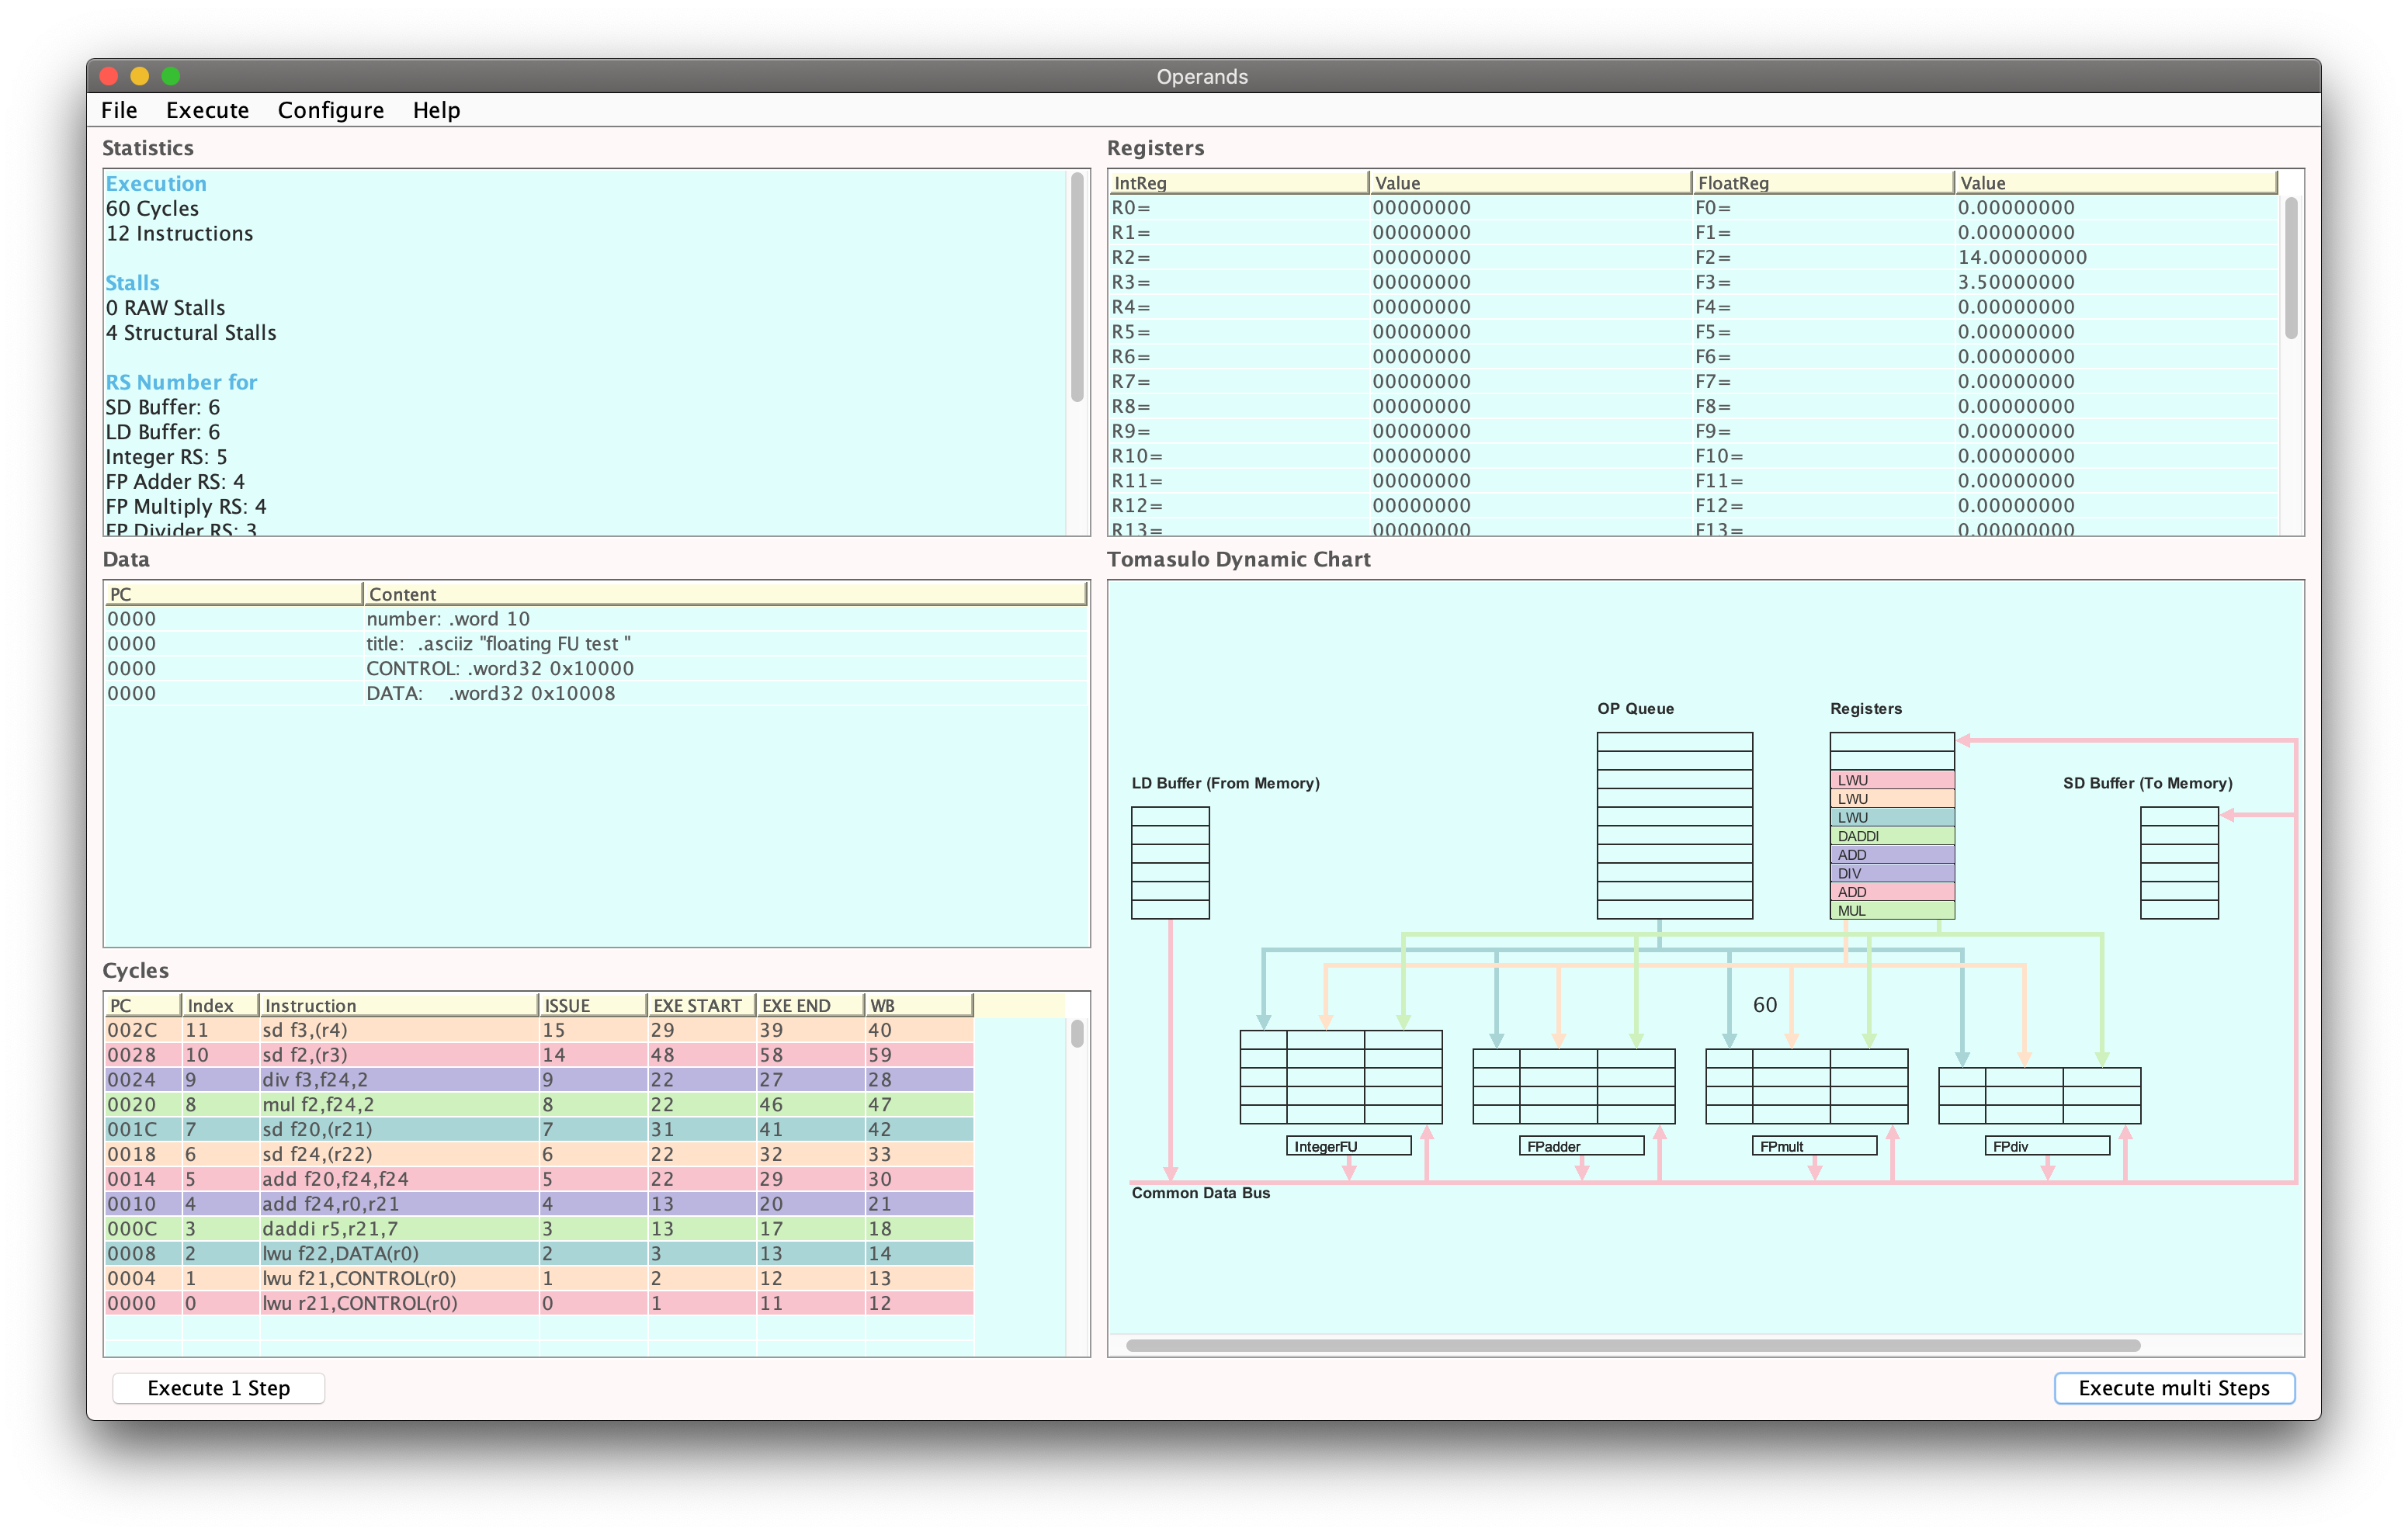 Operands
File Execute Configure Help
Statistics
Execution
60 Cycles
12 Instructions
Stalls
0 RAW Stalls
4 Structural Stalls
RS Number for
SD Buffer: 6
LD Buffer: 6
Integer RS: 5
FP Adder RS: 4
FP Multiply RS: 4
FP Divider RS: 3
Registers
IntReg Value FloatReg Value
R0= 00000000 F0= 0.00000000
R1= 00000000 F1= 0.00000000
R2= 00000000 F2= 14.00000000
R3= 00000000 F3= 3.50000000
R4= 00000000 F4= 0.00000000
R5= 00000000 F5= 0.00000000
R6= 00000000 F6= 0.00000000
R7= 00000000 F7= 0.00000000
R8= 00000000 F8= 0.00000000
R9= 00000000 F9= 0.00000000
R10= 00000000 F10= 0.00000000
R11= 00000000 F11= 0.00000000
R12= 00000000 F12= 0.00000000
R13= 00000000 F13= 0.00000000
Data
PC Content
0000 number: .word 10
0000 title: .asciiz "floating FU test "
0000 CONTROL: .word32 0x10000
0000 DATA: .word32 0x10008
Cycles
PC Index Instruction ISSUE EXE START EXE END WB
002C 11 sd f3,(r4) 15 29 39 40
0028 10 sd f2,(r3) 14 48 58 59
0024 9 div f3,f24,2 9 22 27 28
0020 8 mul f2,f24,2 8 22 46 47
001C 7 sd f20,(r21) 7 31 41 42
0018 6 sd f24,(r22) 6 22 32 33
0014 5 add f20,f24,f24 5 22 29 30
0010 4 add f24,r0,r21 4 13 20 21
000C 3 daddi r5,r21,7 3 13 17 18
0008 2 lwu f22,DATA(r0) 2 3 13 14
0004 1 lwu f21,CONTROL(r0) 1 2 12 13
0000 0 lwu r21,CONTROL(r0) 0 1 11 12
Tomasulo Dynamic Chart
OP Queue Registers
LD Buffer (From Memory) SD Buffer (To Memory)
LWU
LWU
LWU
DADDI
ADD
DIV
ADD
MUL
60
IntegerFU FPadder FPmult FPdiv
Common Data Bus
Execute 1 Step Execute multi Steps